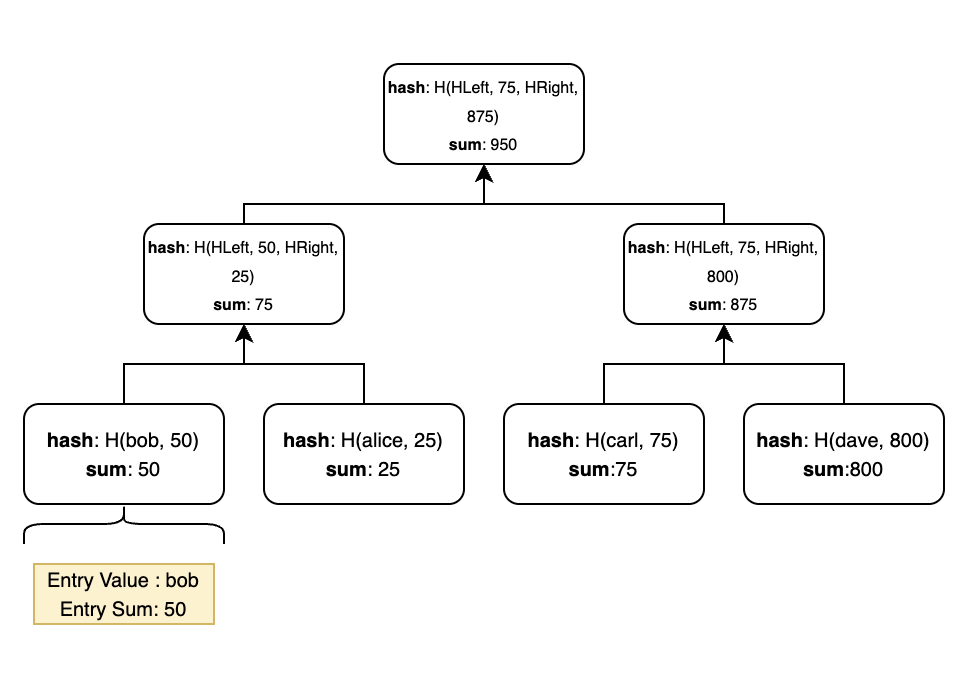 hash: H(HLeft, 75, HRight,
875)
sum: 950
hash: H(HLeft, 50, HRight,
25)
sum: 75
hash: H(HLeft, 75, HRight,
800)
sum: 875
hash: H(bob, 50)
sum: 50
hash: H(alice, 25)
sum: 25
hash: H(carl, 75)
sum:75
hash: H(dave, 800)
sum:800
Entry Value : bob
Entry Sum: 50